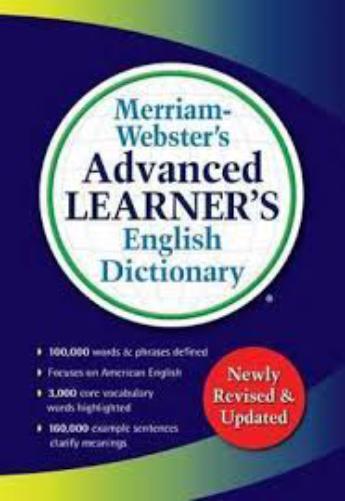 Merriam-
Webster's
Advanced
LEARNER'S
English
Dictionary
®
100,000 words & phrases defined
Focuses on American English
3,000 core vocabulary
words highlighted
160,000 example sentences
clarify meanings
Newly
Revised &
Updated